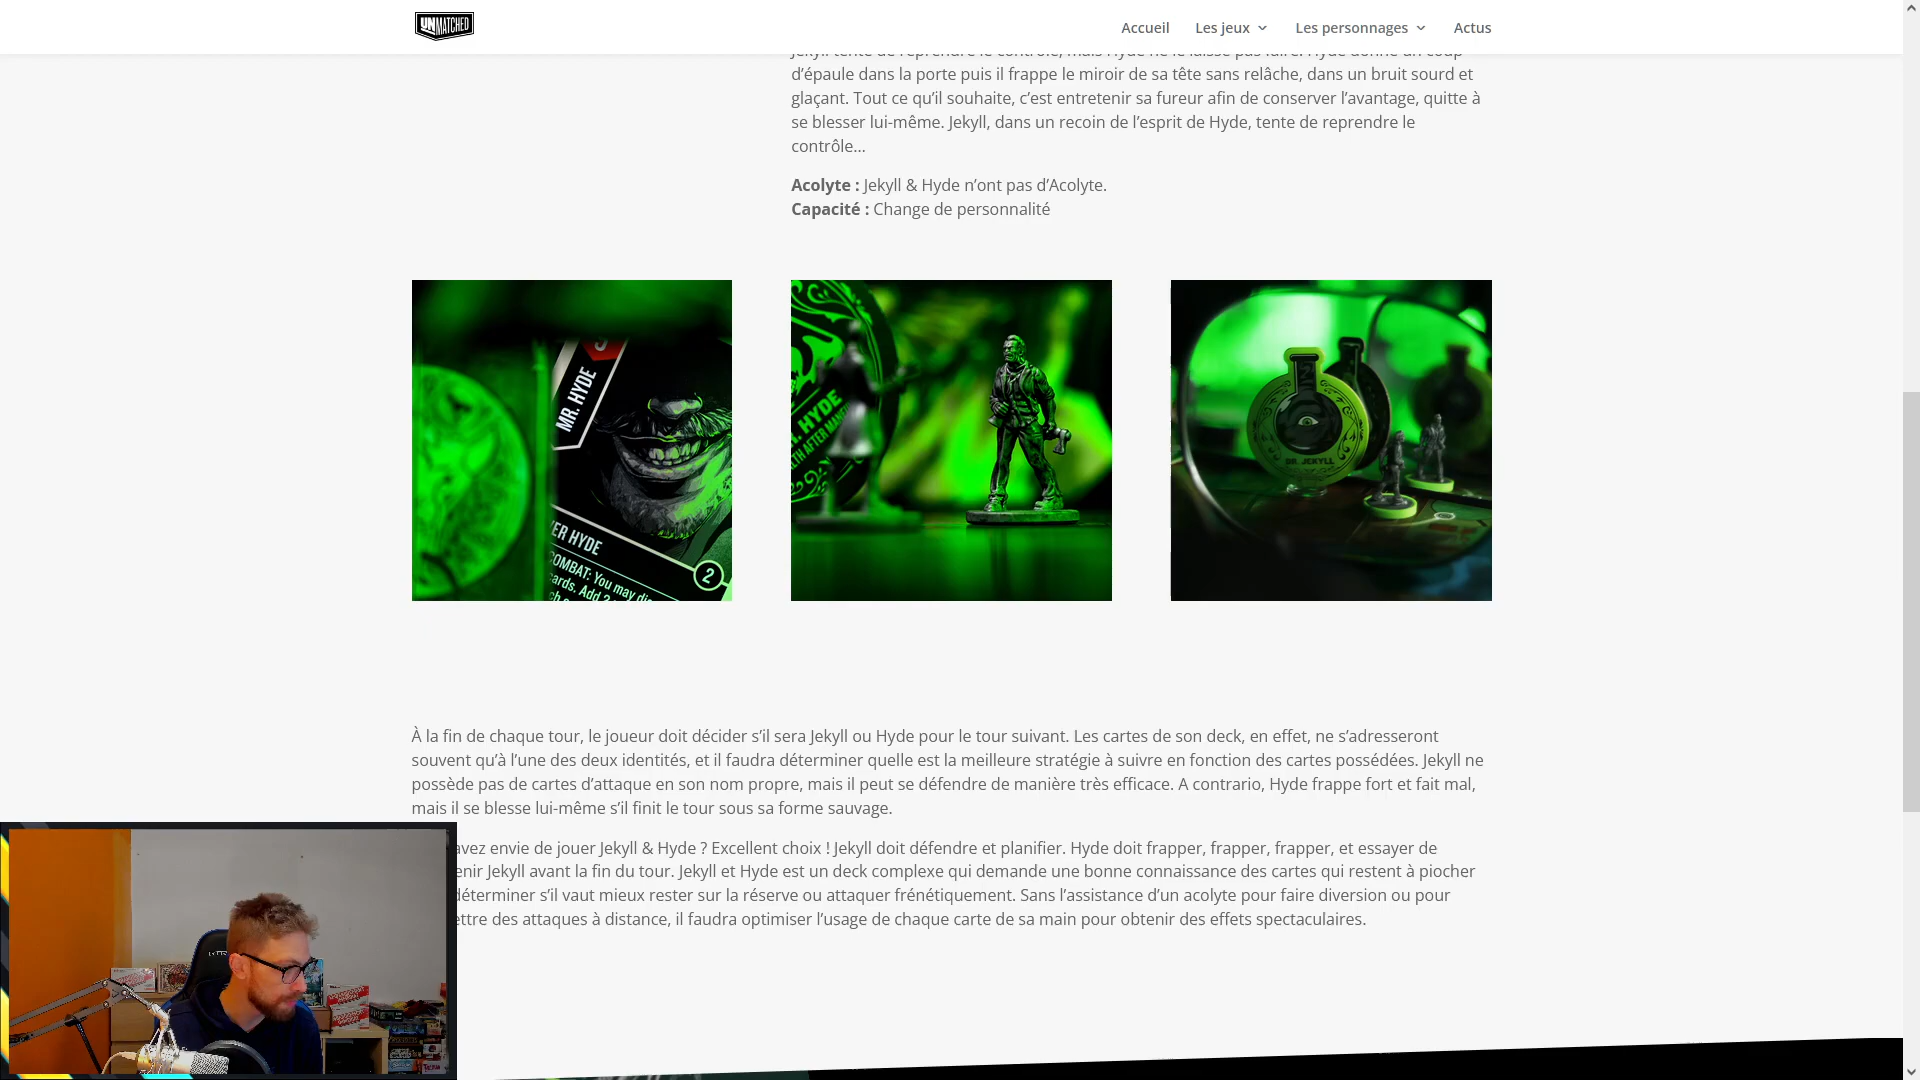 UNMATCHED
Accueil Les jeux Les personnages Actus
d’épaule dans la porte puis il frappe le miroir de sa tête sans relâche, dans un bruit sourd et
glaçant. Tout ce qu’il souhaite, c’est entretenir sa fureur afin de conserver l’avantage, quitte à
se blesser lui-même. Jekyll, dans un recoin de l’esprit de Hyde, tente de reprendre le
contrôle…
Acolyte : Jekyll & Hyde n’ont pas d’Acolyte.
Capacité : Change de personnalité
MR. HYDE
ER HYDE
COMBAT: You may
cards. Add
2
R. HYDE
DR. JEKYLL
À la fin de chaque tour, le joueur doit décider s’il sera Jekyll ou Hyde pour le tour suivant. Les cartes de son deck, en effet, ne s’adresseront
souvent qu’à l’une des deux identités, et il faudra déterminer quelle est la meilleure stratégie à suivre en fonction des cartes possédées. Jekyll ne
possède pas de cartes d’attaque en son nom propre, mais il peut se défendre de manière très efficace. A contrario, Hyde frappe fort et fait mal,
mais il se blesse lui-même s’il finit le tour sous sa forme sauvage.
avez envie de jouer Jekyll & Hyde ? Excellent choix ! Jekyll doit défendre et planifier. Hyde doit frapper, frapper, frapper, et essayer de
enir Jekyll avant la fin du tour. Jekyll et Hyde est un deck complexe qui demande une bonne connaissance des cartes qui restent à piocher
déterminer s’il vaut mieux rester sur la réserve ou attaquer frénétiquement. Sans l’assistance d’un acolyte pour faire diversion ou pour
ettre des attaques à distance, il faudra optimiser l’usage de chaque carte de sa main pour obtenir des effets spectaculaires.